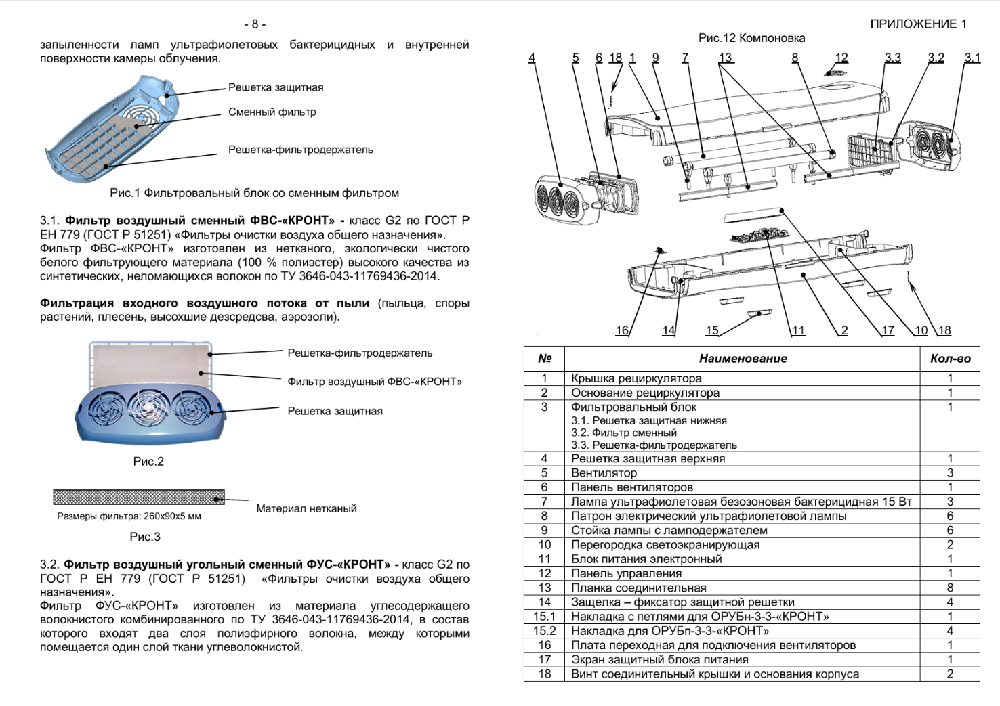 - 8 -
запыленности ламп ультрафиолетовых бактерицидных и внутренней
поверхности камеры облучения.
Решетка защитная
Сменный фильтр
Решетка-фильтродержатель
Рис.1 Фильтровальный блок со сменным фильтром
3.1. Фильтр воздушный сменный ФВС-«КРОНТ» - класс G2 по ГОСТ Р
ЕН 779 (ГОСТ Р 51251) «Фильтры очистки воздуха общего назначения».
Фильтр ФВС-«КРОНТ» изготовлен из нетканого, экологически чистого
белого фильтрующего материала (100 % полиэстер) высокого качества из
синтетических, неломающихся волокон по ТУ 3646-043-11769436-2014.
Фильтрация входного воздушного потока от пыли (пыльца, споры
растений, плесень, высохшие дезсредсва, аэрозоли).
Решетка-фильтродержатель
Фильтр воздушный ФВС-«КРОНТ»
Решетка защитная
Рис.2
Материал нетканый
Размеры фильтра: 260х90х5 мм
Рис.3
3.2. Фильтр воздушный угольный сменный ФУС-«КРОНТ» - класс G2 по
ГОСТ Р ЕН 779 (ГОСТ Р 51251) «Фильтры очистки воздуха общего
назначения».
Фильтр ФУС-«КРОНТ» изготовлен из материала углесодержащего
волокнистого комбинированного по ТУ 3646-043-11769436-2014, в состав
которого входят два слоя полиэфирного волокна, между которыми
помещается один слой ткани углеволокнистой.
ПРИЛОЖЕНИЕ 1
Рис.12 Компоновка
4 5 6 18 1 9 7 13 8 12 3.3 3.2 3.1
16 14 15 11 2 17 10 18
№ Наименование Кол-во
1 Крышка рециркулятора 1
2 Основание рециркулятора 1
3 Фильтровальный блок 1
3.1. Решетка защитная нижняя
3.2. Фильтр сменный
3.3. Решетка-фильтродержатель
4 Решетка защитная верхняя 1
5 Вентилятор 3
6 Панель вентиляторов 1
7 Лампа ультрафиолетовая безозоновая бактерицидная 15 Вт 3
8 Патрон электрический ультрафиолетовой лампы 6
9 Стойка лампы с ламподержателем 6
10 Перегородка светоэкранирующая 2
11 Блок питания электронный 1
12 Панель управления 1
13 Планка соединительная 8
14 Защелка – фиксатор защитной решетки 4
15.1 Накладка с петлями для ОРУБн-3-3-«КРОНТ» 1
15.2 Накладка для ОРУБп-3-3-«КРОНТ» 4
16 Плата переходная для подключения вентиляторов 1
17 Экран защитный блока питания 1
18 Винт соединительный крышки и основания корпуса 2